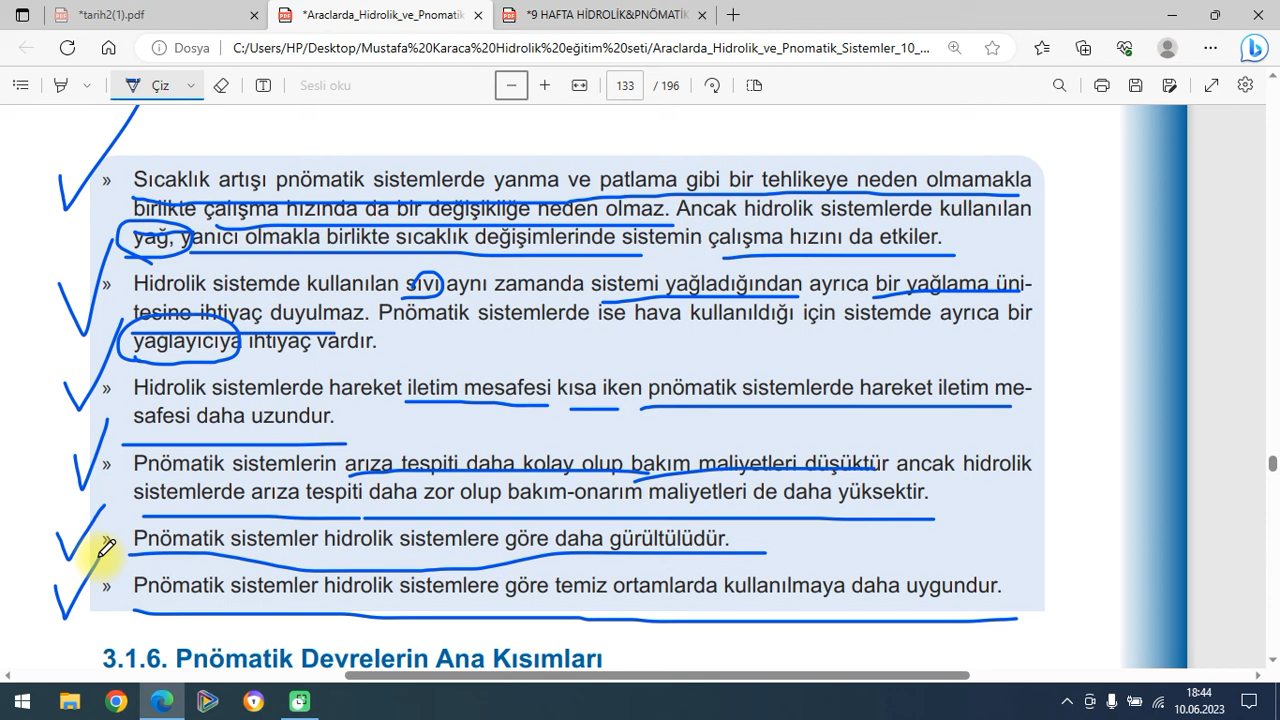 *tarih2(1).pdf
*Araclarda_Hidrolik_ve_Pnomatik
*9 HAFTA HİDROLİK&PNÖMATİK
Dosya
C:/Users/HP/Desktop/Mustafa%20Karaca%20Hidrolik%20eğitim%20seti/Araclarda_Hidrolik_ve_Pnomatik_Sistemler_10_...
Çiz
Sesli oku
133 / 196
» Sıcaklık artışı pnömatik sistemlerde yanma ve patlama gibi bir tehlikeye neden olmamakla
birlikte çalışma hızında da bir değişikliğe neden olmaz. Ancak hidrolik sistemlerde kullanılan
yağ, yanıcı olmakla birlikte sıcaklık değişimlerinde sistemin çalışma hızını da etkiler.
» Hidrolik sistemde kullanılan sıvı aynı zamanda sistemi yağladığından ayrıca bir yağlama üni-
tesine ihtiyaç duyulmaz. Pnömatik sistemlerde ise hava kullanıldığı için sistemde ayrıca bir
yağlayıcıya ihtiyaç vardır.
» Hidrolik sistemlerde hareket iletim mesafesi kısa iken pnömatik sistemlerde hareket iletim me-
safesi daha uzundur.
» Pnömatik sistemlerin arıza tespiti daha kolay olup bakım maliyetleri düşüktür ancak hidrolik
sistemlerde arıza tespiti daha zor olup bakım-onarım maliyetleri de daha yüksektir.
» Pnömatik sistemler hidrolik sistemlere göre daha gürültülüdür.
» Pnömatik sistemler hidrolik sistemlere göre temiz ortamlarda kullanılmaya daha uygundur.
3.1.6. Pnömatik Devrelerin Ana Kısımları
18:44
10.06.2023